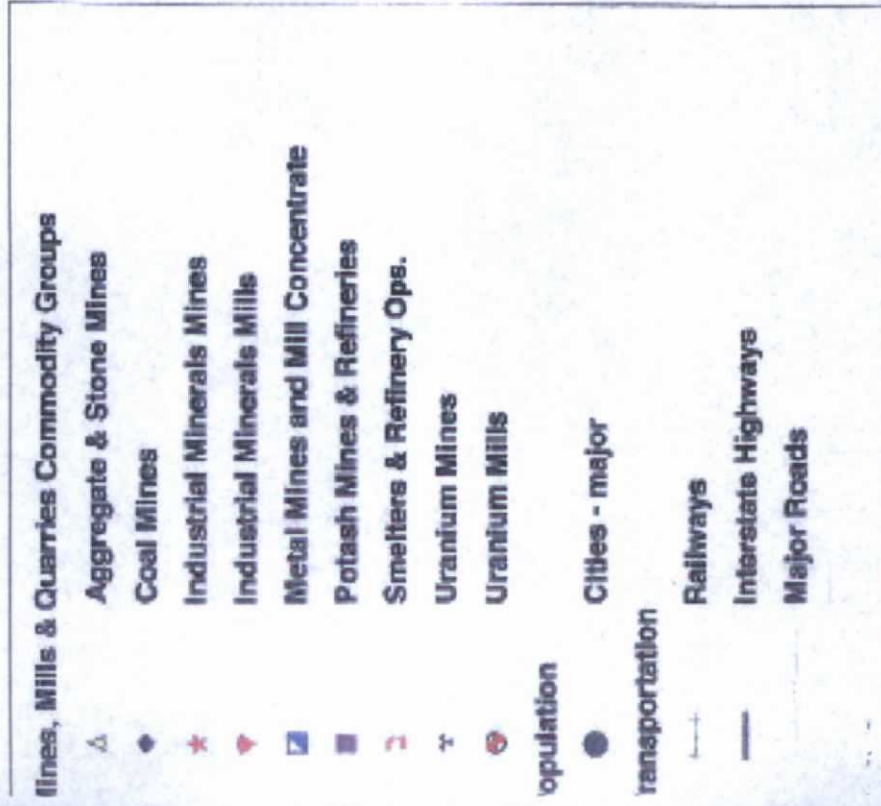 lines, Mills & Quarries Commodity Groups
Aggregate & Stone Mines
Coal Mines
Industrial Minerals Mines
Industrial Minerals Mills
Metal Mines and Mill Concentrate
Potash Mines & Refineries
Smelters & Refinery Ops.
Uranium Mines
Uranium Mills
opulation
Cities - major
ransportation
Railways
Interstate Highways
Major Roads